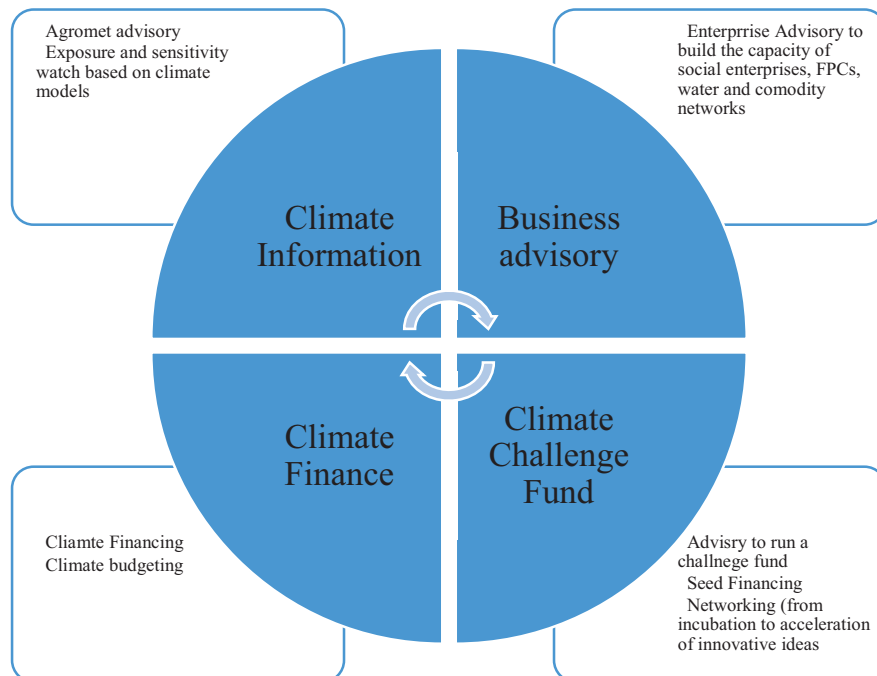 Agromet advisory
Exposure and sensitivity
watch based on climate
models
Enterprrise Advisory to
build the capacity of
social enterprises, FPCs,
water and comodity
networks
Climate
Information
Business
advisory
Climate
Finance
Climate
Challenge
Fund
Cliamte Financing
Climate budgeting
Advisry to run a
challnege fund
Seed Financing
Networking (from
incubation to acceleration
of innovative ideas